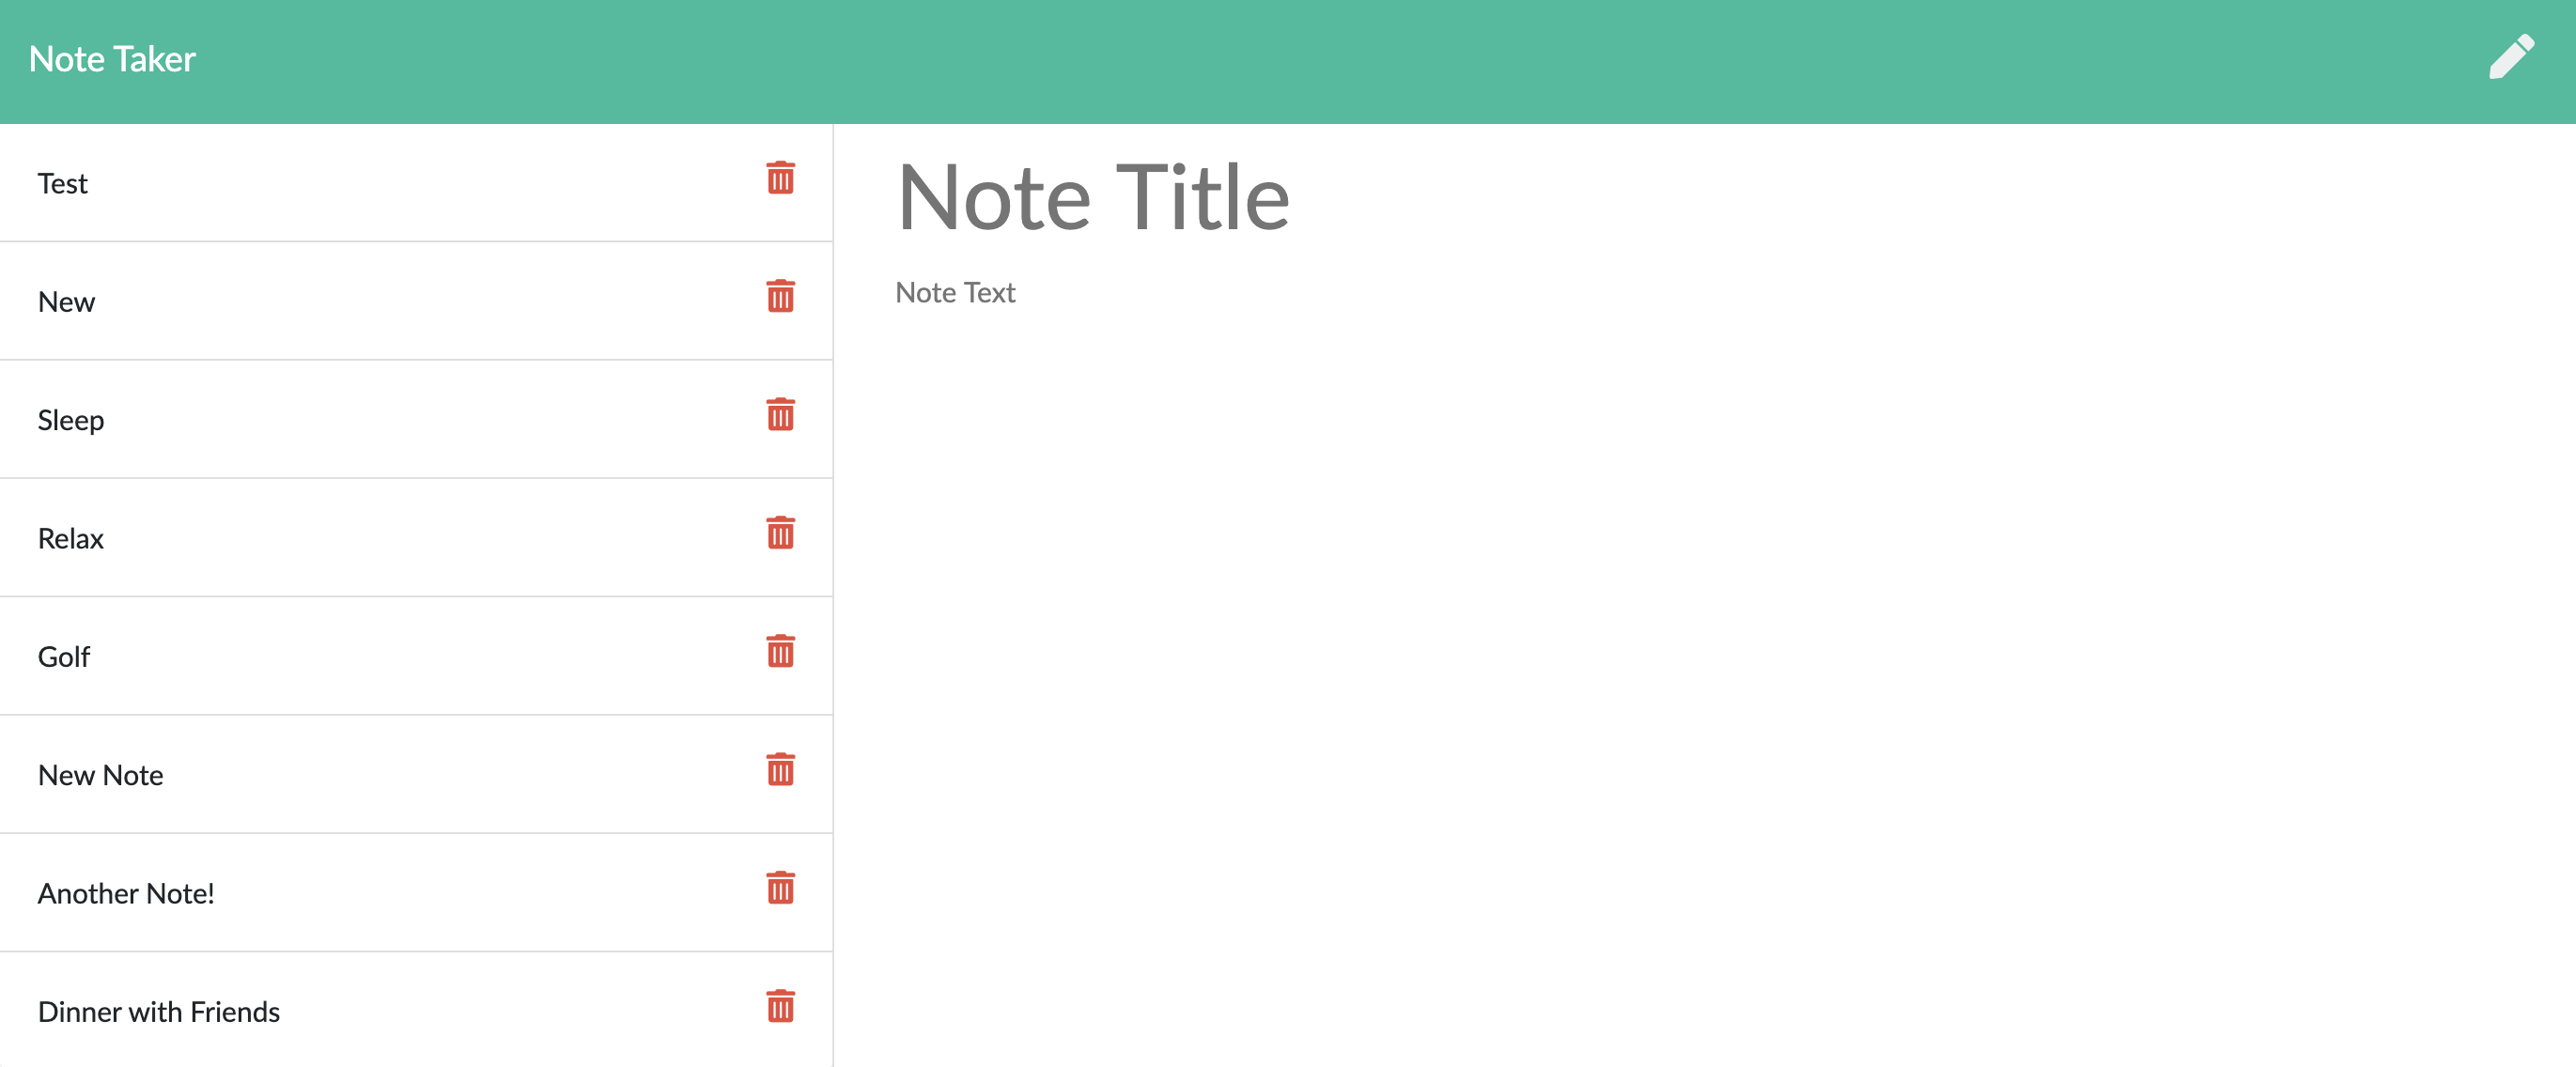 Note Taker
Test
New
Sleep
Relax
Golf
New Note
Another Note!
Dinner with Friends
Note Title
Note Text